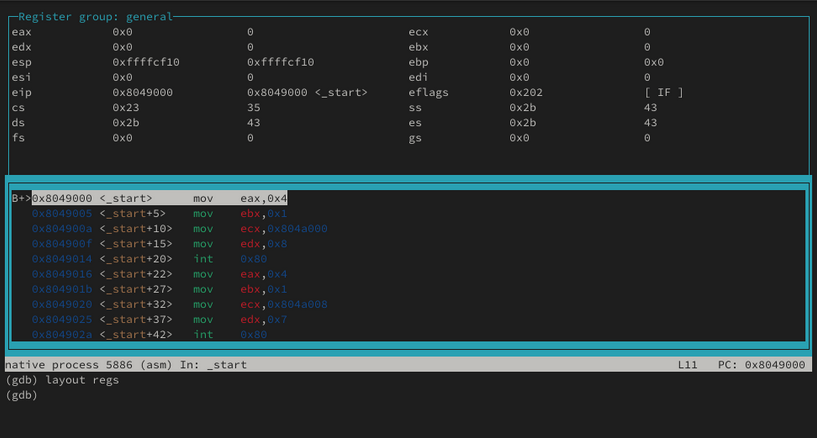 Register group: general
eax 0x0 0 ecx 0x0 0
edx 0x0 0 ebx 0x0 0
esp 0xffffcf10 0xffffcf10 ebp 0x0 0x0
esi 0x0 0 edi 0x0 0
eip 0x8049000 0x8049000 <_start> eflags 0x202 [ IF ]
cs 0x23 35 ss 0x2b 43
ds 0x2b 43 es 0x2b 43
fs 0x0 0 gs 0x0 0
B+>0x8049000 <_start> mov eax,0x4
0x8049005 <_start+5> mov ebx,0x1
0x804900a <_start+10> mov ecx,0x804a000
0x804900f <_start+15> mov edx,0x8
0x8049014 <_start+20> int 0x80
0x8049016 <_start+22> mov eax,0x4
0x804901b <_start+27> mov ebx,0x1
0x8049020 <_start+32> mov ecx,0x804a008
0x8049025 <_start+37> mov edx,0x7
0x804902a <_start+42> int 0x80
native process 5886 (asm) In: _start L11 PC: 0x8049000
(gdb) layout regs
(gdb)